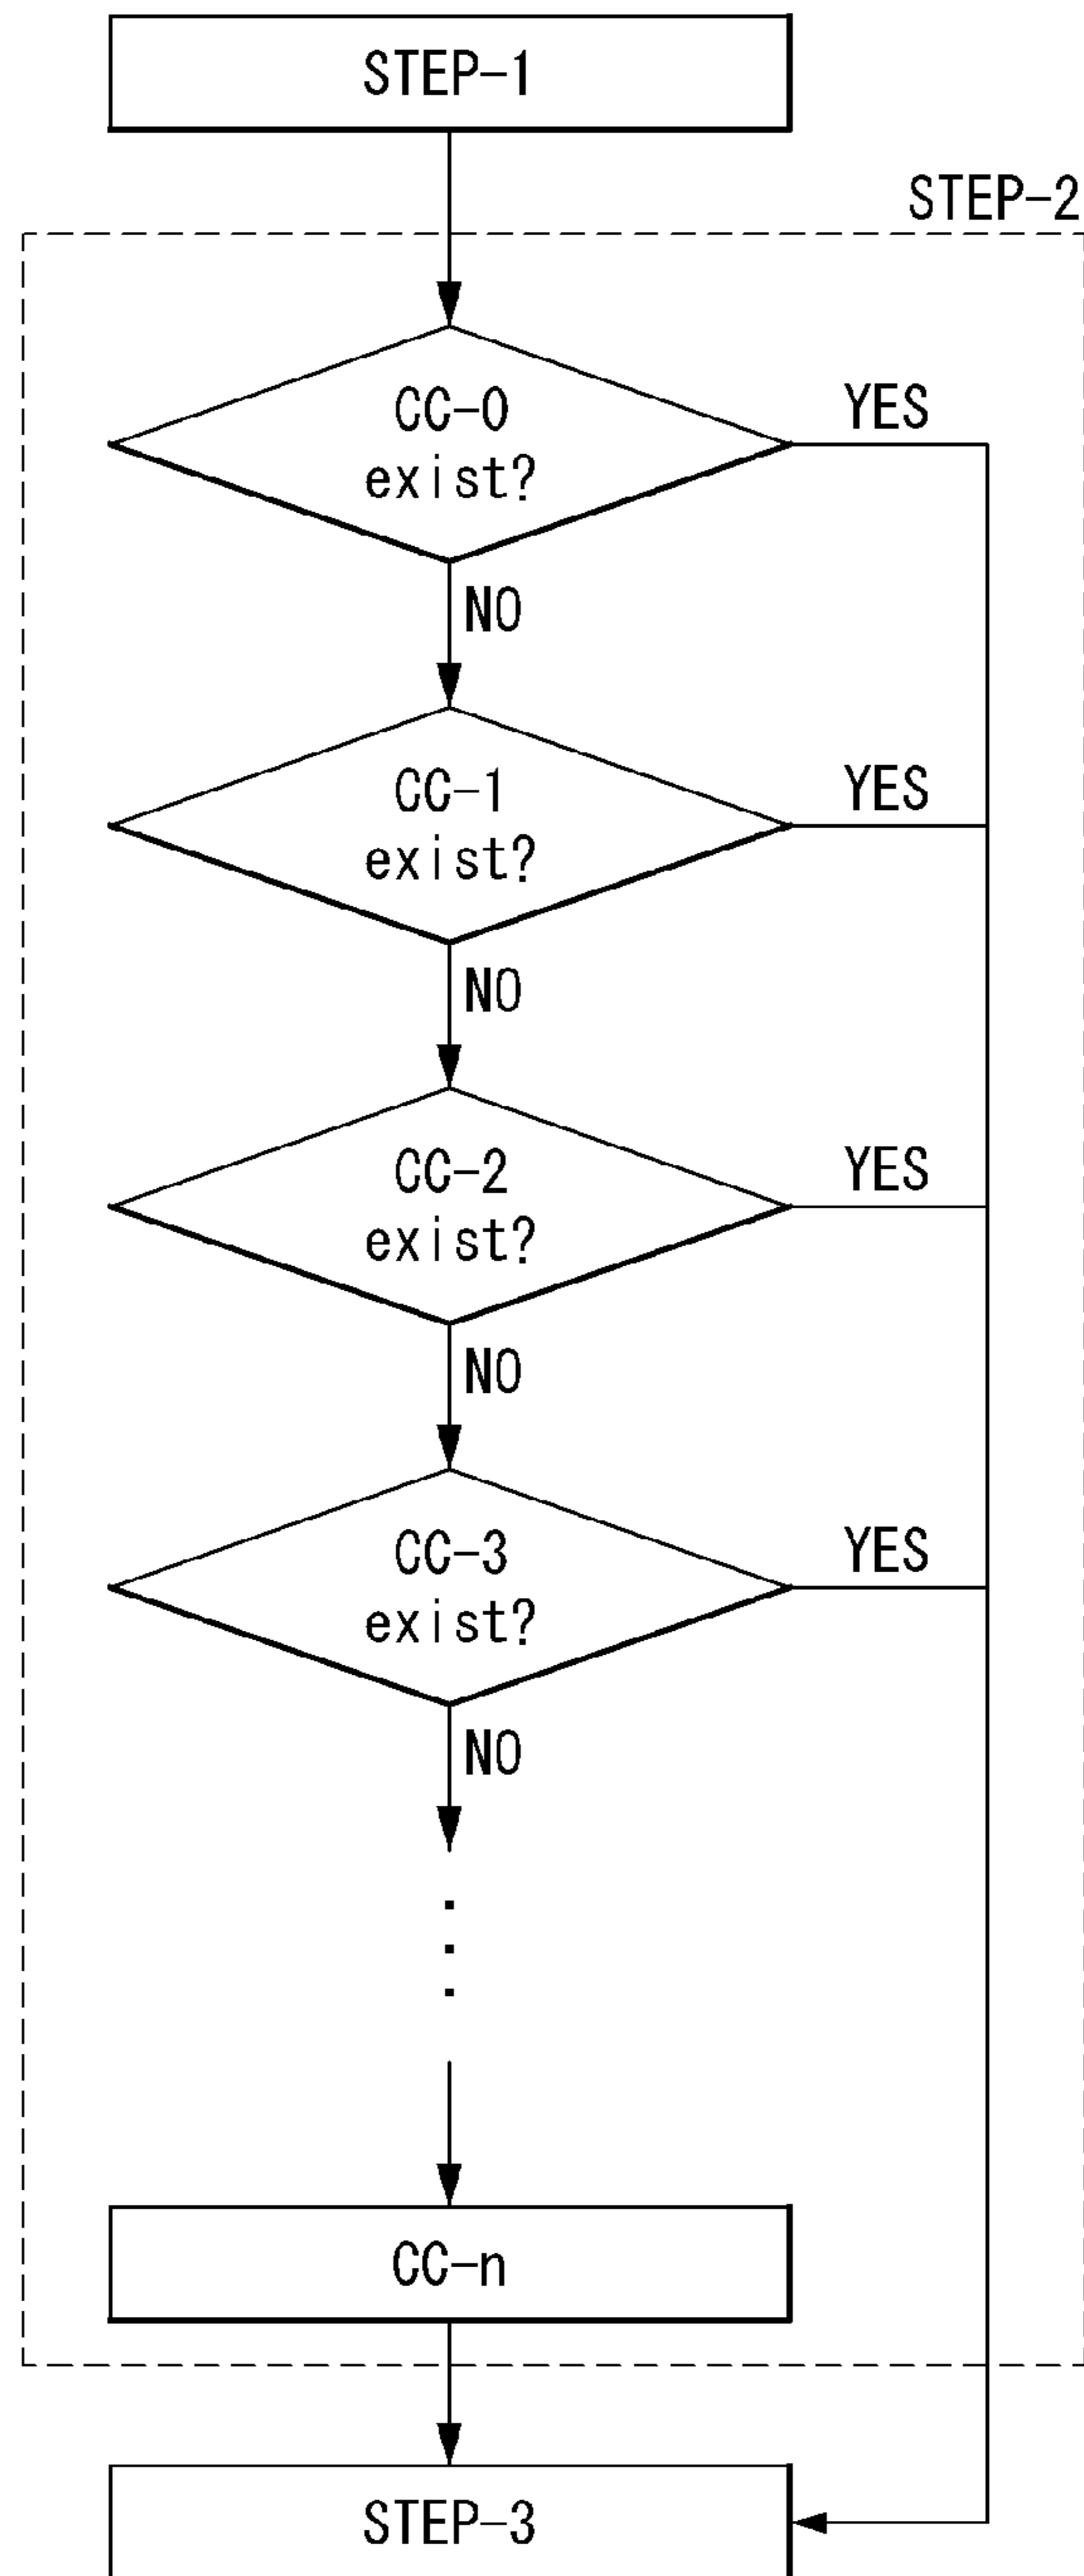 STEP-1
STEP-2
CC-0
exist?
YES
NO
CC-1
exist?
YES
NO
CC-2
exist?
YES
NO
CC-3
exist?
YES
NO
CC-n
STEP-3